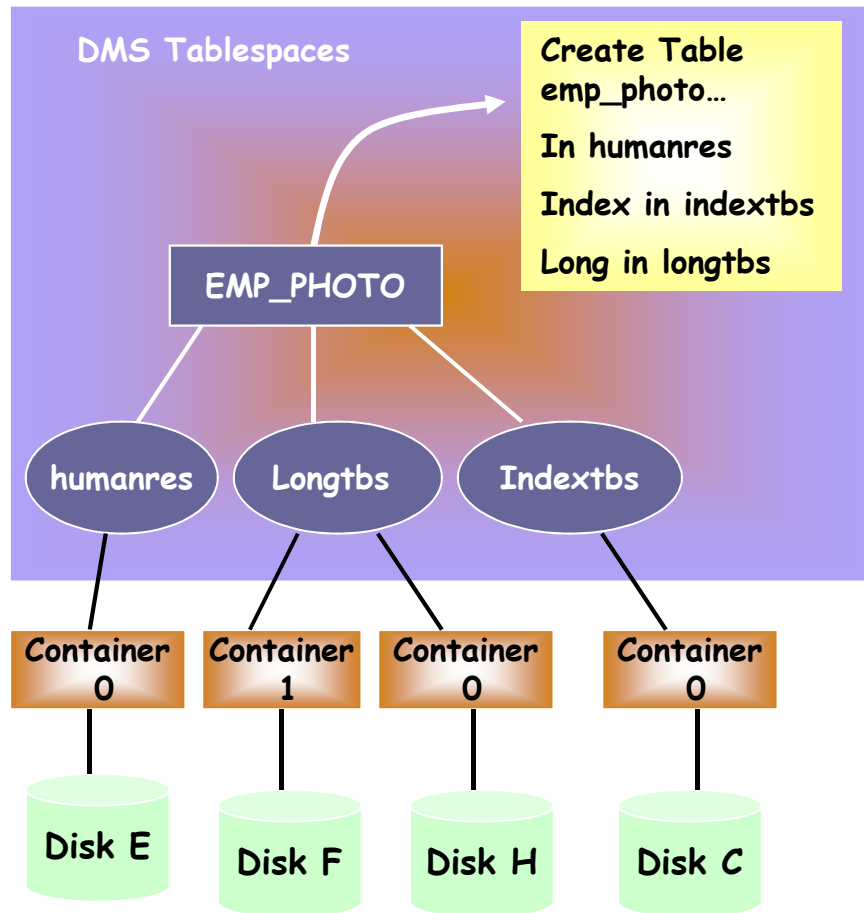 DMS Tablespaces
Create Table
emp_photo…
In humanres
Index in indextbs
Long in longtbs
EMP_PHOTO
humanres
Longtbs
Indextbs
Container
0
Container
1
Container
0
Container
0
Disk E
Disk F
Disk H
Disk C